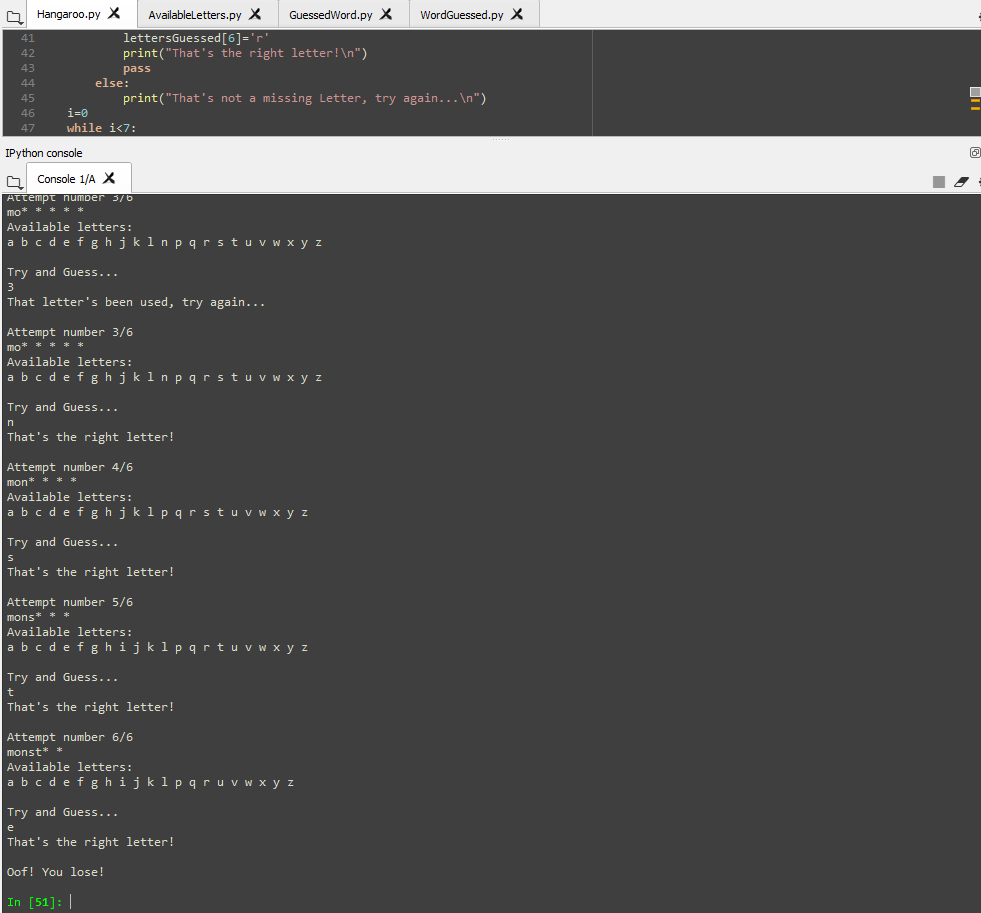 Hangaroo.py AvailableLetters.py GuessedWord.py WordGuessed.py
41 lettersGuessed[6]='r'
42 print("That's the right letter!\n")
43 pass
44 else:
45 print("That's not a missing Letter, try again...\n")
46 i=0
47 while i<7:
IPython console
Console 1/A
Attempt number 3/6
mo* * * * *
Available letters:
a b c d e f g h j k l n p q r s t u v w x y z
Try and Guess...
3
That letter's been used, try again...
Attempt number 3/6
mo* * * * *
Available letters:
a b c d e f g h j k l n p q r s t u v w x y z
Try and Guess...
n
That's the right letter!
Attempt number 4/6
mon* * * *
Available letters:
a b c d e f g h j k l p q r s t u v w x y z
Try and Guess...
s
That's the right letter!
Attempt number 5/6
mons* * *
Available letters:
a b c d e f g h i j k l p q r t u v w x y z
Try and Guess...
t
That's the right letter!
Attempt number 6/6
monst* *
Available letters:
a b c d e f g h i j k l p q r u v w x y z
Try and Guess...
e
That's the right letter!
Oof! You lose!
In [51]: